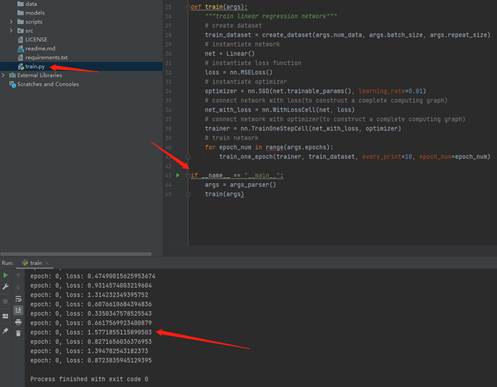 data
models
scripts
src
LICENSE
readme.md
requirements.txt
train.py
External Libraries
Scratches and Consoles
def train(args):
"""train linear regression network"""
# create dataset
train_dataset = create_dataset(args.num_data, args.batch_size, args.repeat_size)
# instantiate network
net = Linear()
# instantiate loss function
loss = nn.MSELoss()
# instantiate optimizer
optimizer = nn.SGD(net.trainable_params(), learning_rate=0.01)
# connect network with loss(to construct a complete computing graph)
net_with_loss = nn.WithLossCell(net, loss)
# connect network with optimizer(to construct a complete computing graph)
trainer = nn.TrainOneStepCell(net_with_loss, optimizer)
# train network
for epoch_num in range(args.epochs):
train_one_epoch(trainer, train_dataset, every_print=10, epoch_num=epoch_num)
if __name__ == "__main__":
args = args_parser()
train(args)
Run: train
epoch: 0, loss: 0.47490015625953674
epoch: 0, loss: 0.9314574003219604
epoch: 0, loss: 1.314232349395752
epoch: 0, loss: 0.6076610684394836
epoch: 0, loss: 0.3350347578525543
epoch: 0, loss: 0.6617569923400879
epoch: 0, loss: 1.5771855115890503
epoch: 0, loss: 0.8271656036376953
epoch: 0, loss: 1.394782543182373
epoch: 0, loss: 0.8723835945129395
Process finished with exit code 0